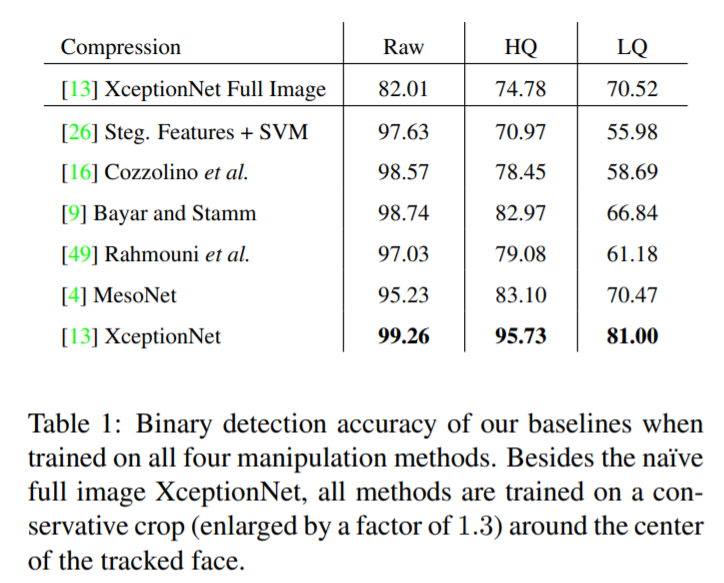 Compression Raw HQ LQ
[13] XceptionNet Full Image 82.01 74.78 70.52
[26] Steg. Features + SVM 97.63 70.97 55.98
[16] Cozzolino et al. 98.57 78.45 58.69
[9] Bayar and Stamm 98.74 82.97 66.84
[49] Rahmouni et al. 97.03 79.08 61.18
[4] MesoNet 95.23 83.10 70.47
[13] XceptionNet 99.26 95.73 81.00
Table 1: Binary detection accuracy of our baselines when
trained on all four manipulation methods. Besides the naïve
full image XceptionNet, all methods are trained on a con-
servative crop (enlarged by a factor of 1.3) around the center
of the tracked face.